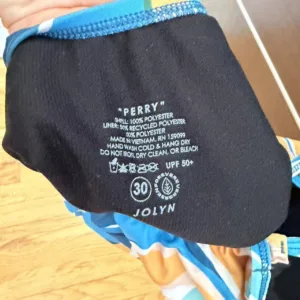 "PERRY"
SHELL: 100% POLYESTER
LINER: 50% RECYCLED POLYESTER
50% POLYESTER
MADE IN VIETNAM, RN 159099
HAND WASH COLD & HANG DRY
DO NOT IRON, DRY CLEAN, OR BLEACH
UPF 50+
30
JOLYN